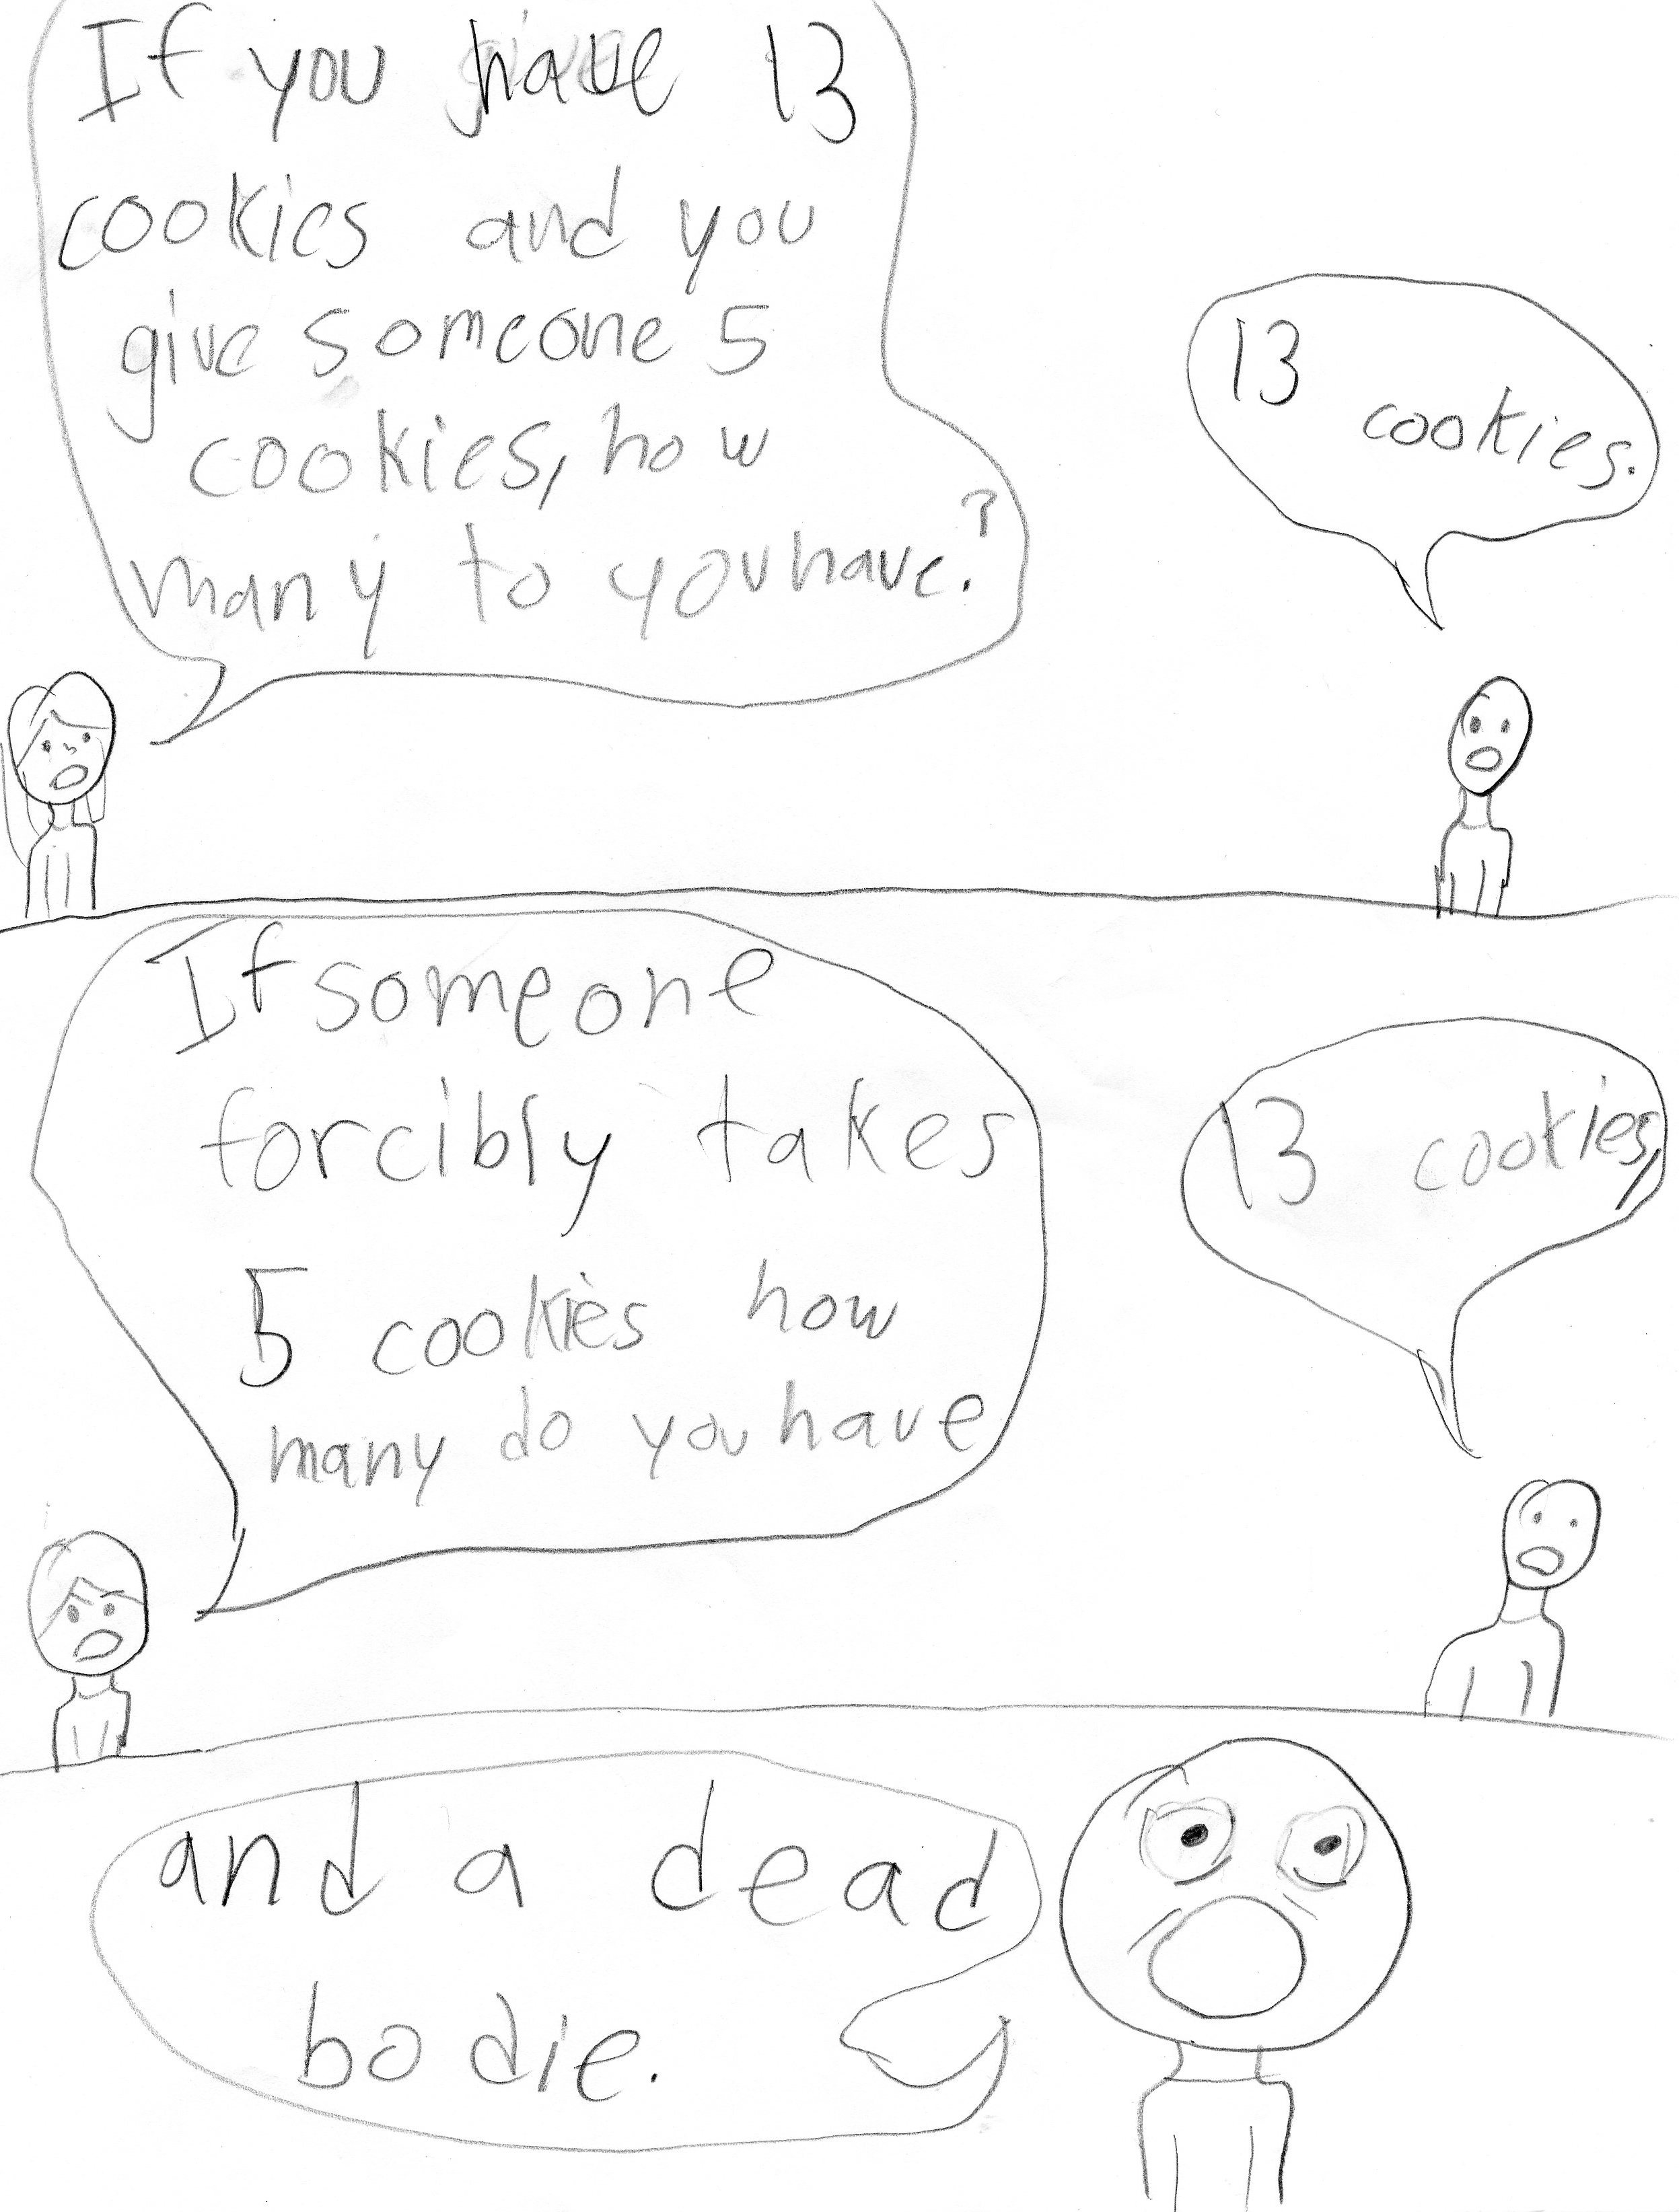 If you have 13
cookies and you
give someone 5
cookies, how
many to you have?
13
cookies.
If someone
forcibly takes
5 cookies how
many do you have
13 cookies,
and a dead
bodie.